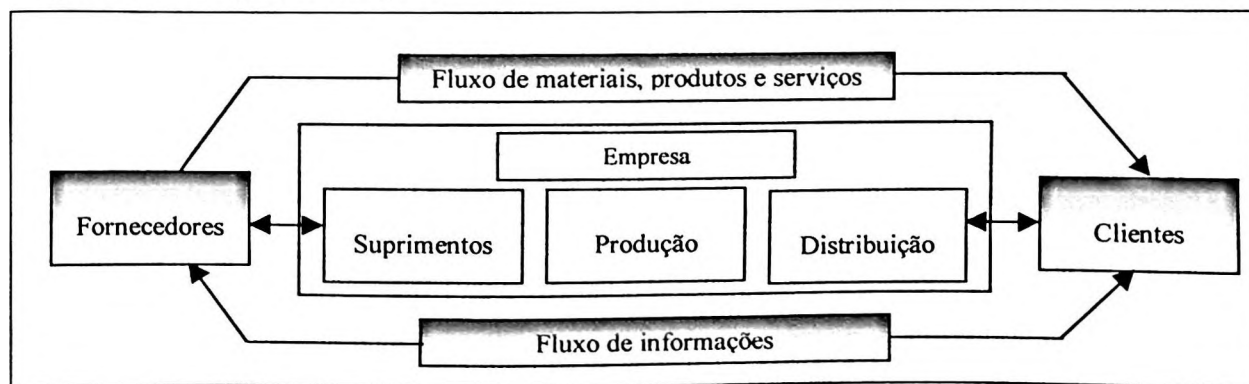 Fluxo de materiais, produtos e serviços
Empresa
Fornecedores
Suprimentos
Produção
Distribuição
Clientes
Fluxo de informações